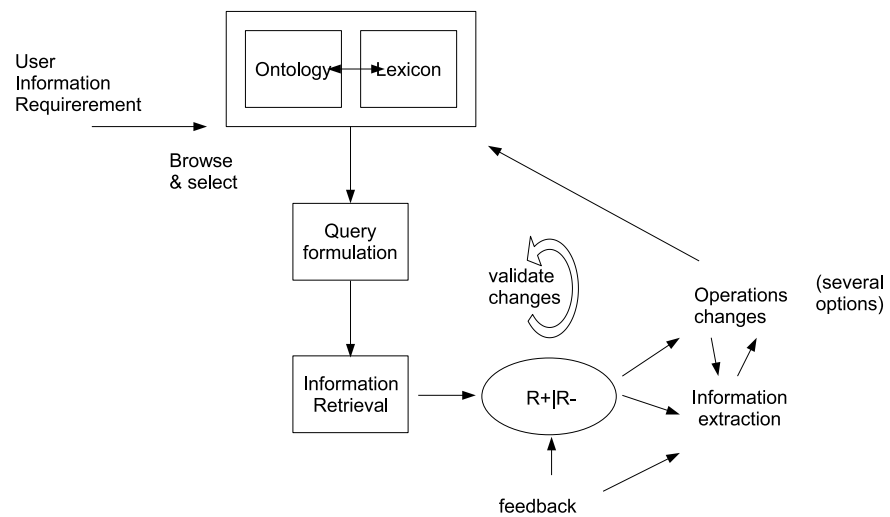 User
Information
Requirerement
Ontology
Lexicon
Browse
& select
Query
formulation
validate
changes
Operations
changes
(several
options)
Information
Retrieval
R+|R-
Information
extraction
feedback